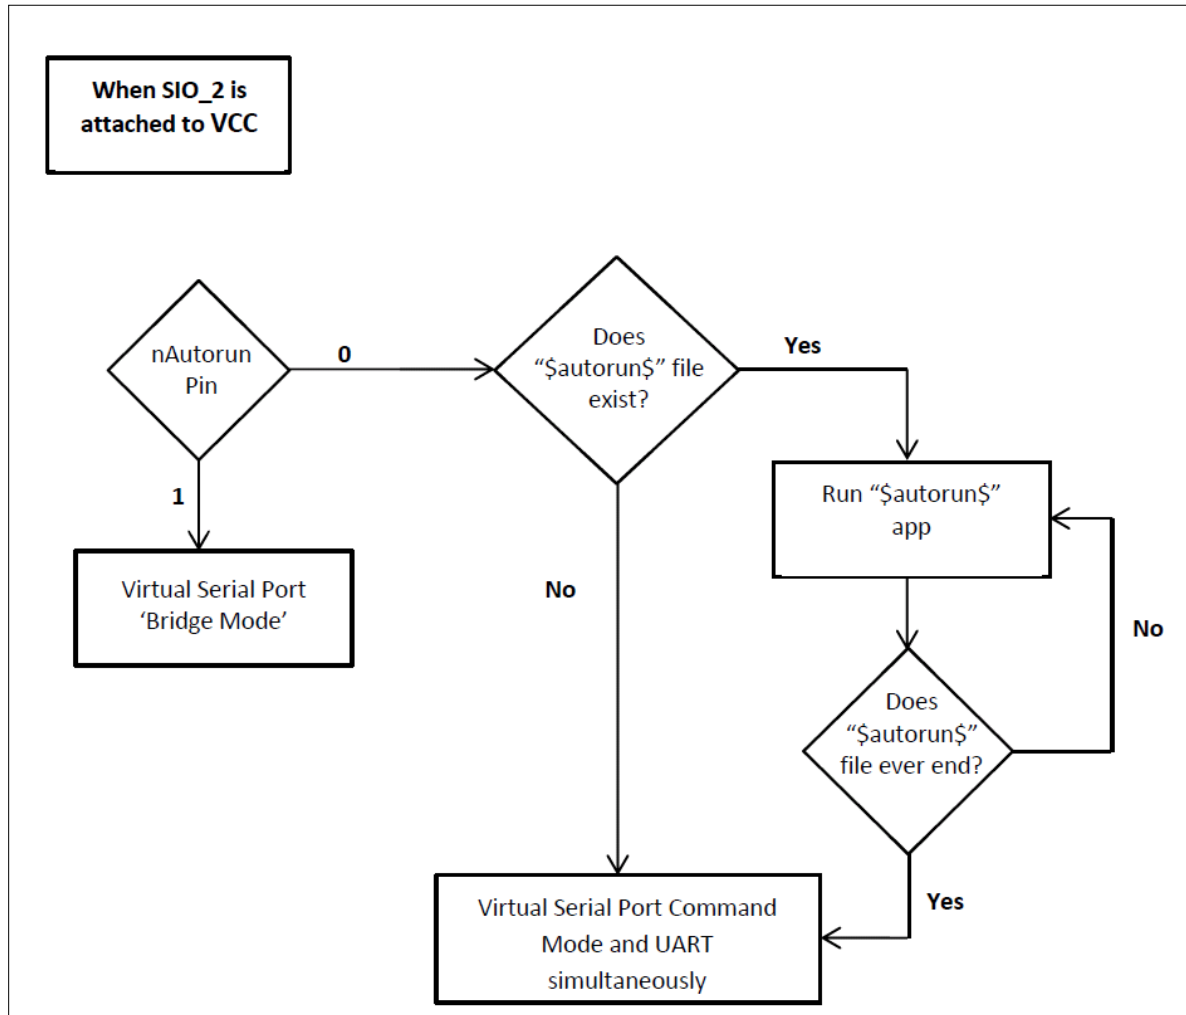 When SIO_2 is
attached to VCC
nAutorun
Pin
0
Does
“$autorun$” file
exist?
Yes
1
Virtual Serial Port
‘Bridge Mode’
Run “$autorun$”
app
No
No
Does
“$autorun$”
file ever end?
Yes
Virtual Serial Port Command
Mode and UART
simultaneously